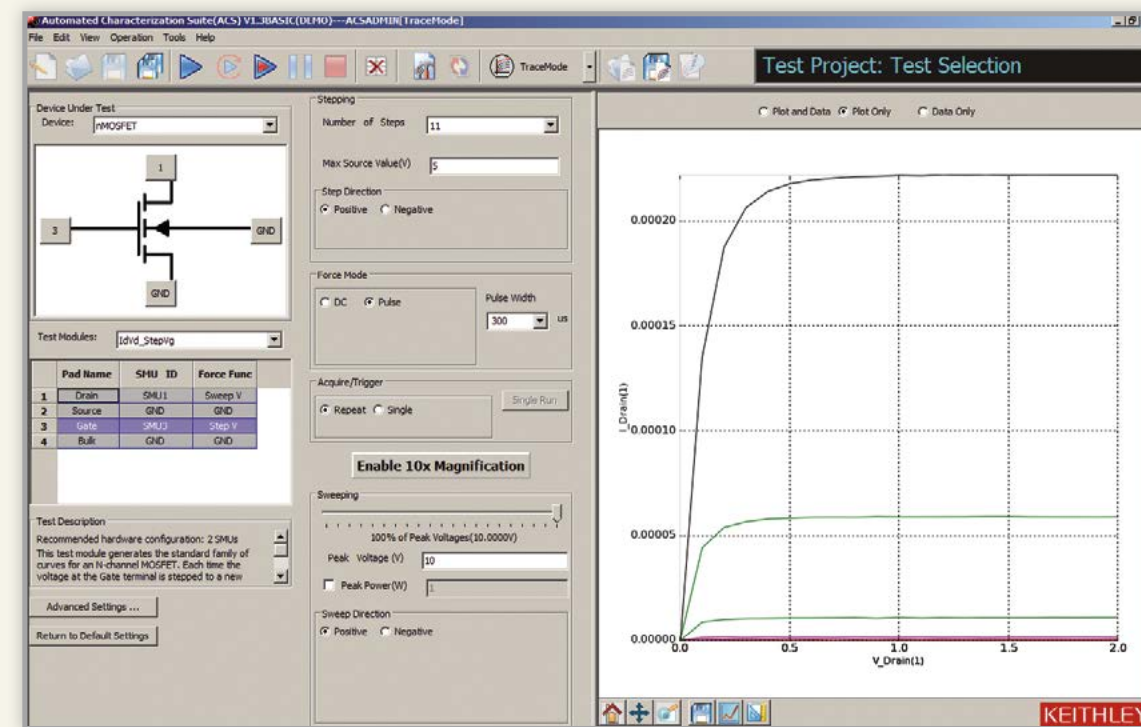 Automated Characterization Suite(ACS) V1.3BASIC(DEMO)---ACSADMIN[TraceMode]
File Edit View Operation Tools Help
TraceMode
Test Project: Test Selection
Device Under Test
Device: nMOSFET
1
3
GND
GND
Test Modules: Idvd_StepVg
Pad Name SMU ID Force Func
1 Drain SMU1 Sweep V
2 Source GND GND
3 Gate SMU3 Step V
4 Bulk GND GND
Test Description
Recommended hardware configuration: 2 SMUs
This test module generates the standard family of
curves for an N-channel MOSFET. Each time the
voltage at the Gate terminal is stepped to a new
Advanced Settings ...
Return to Default Settings
Stepping
Number of Steps 11
Max Source Value(V) 5
Step Direction
Positive Negative
Force Mode
DC Pulse
Pulse Width
300 us
Acquire/Trigger
Repeat Single
Single Run
Enable 10x Magnification
Sweeping
100% of Peak Voltages(10.0000V)
Peak Voltage (V) 10
Peak Power(W) 1
Sweep Direction
Positive Negative
Plot and Data Plot Only Data Only
0.00020
0.00015
0.00010
0.00005
0.00000
I_Drain(1)
0.0 0.5 1.0 1.5 2.0
V_Drain(1)
KEITHLEY